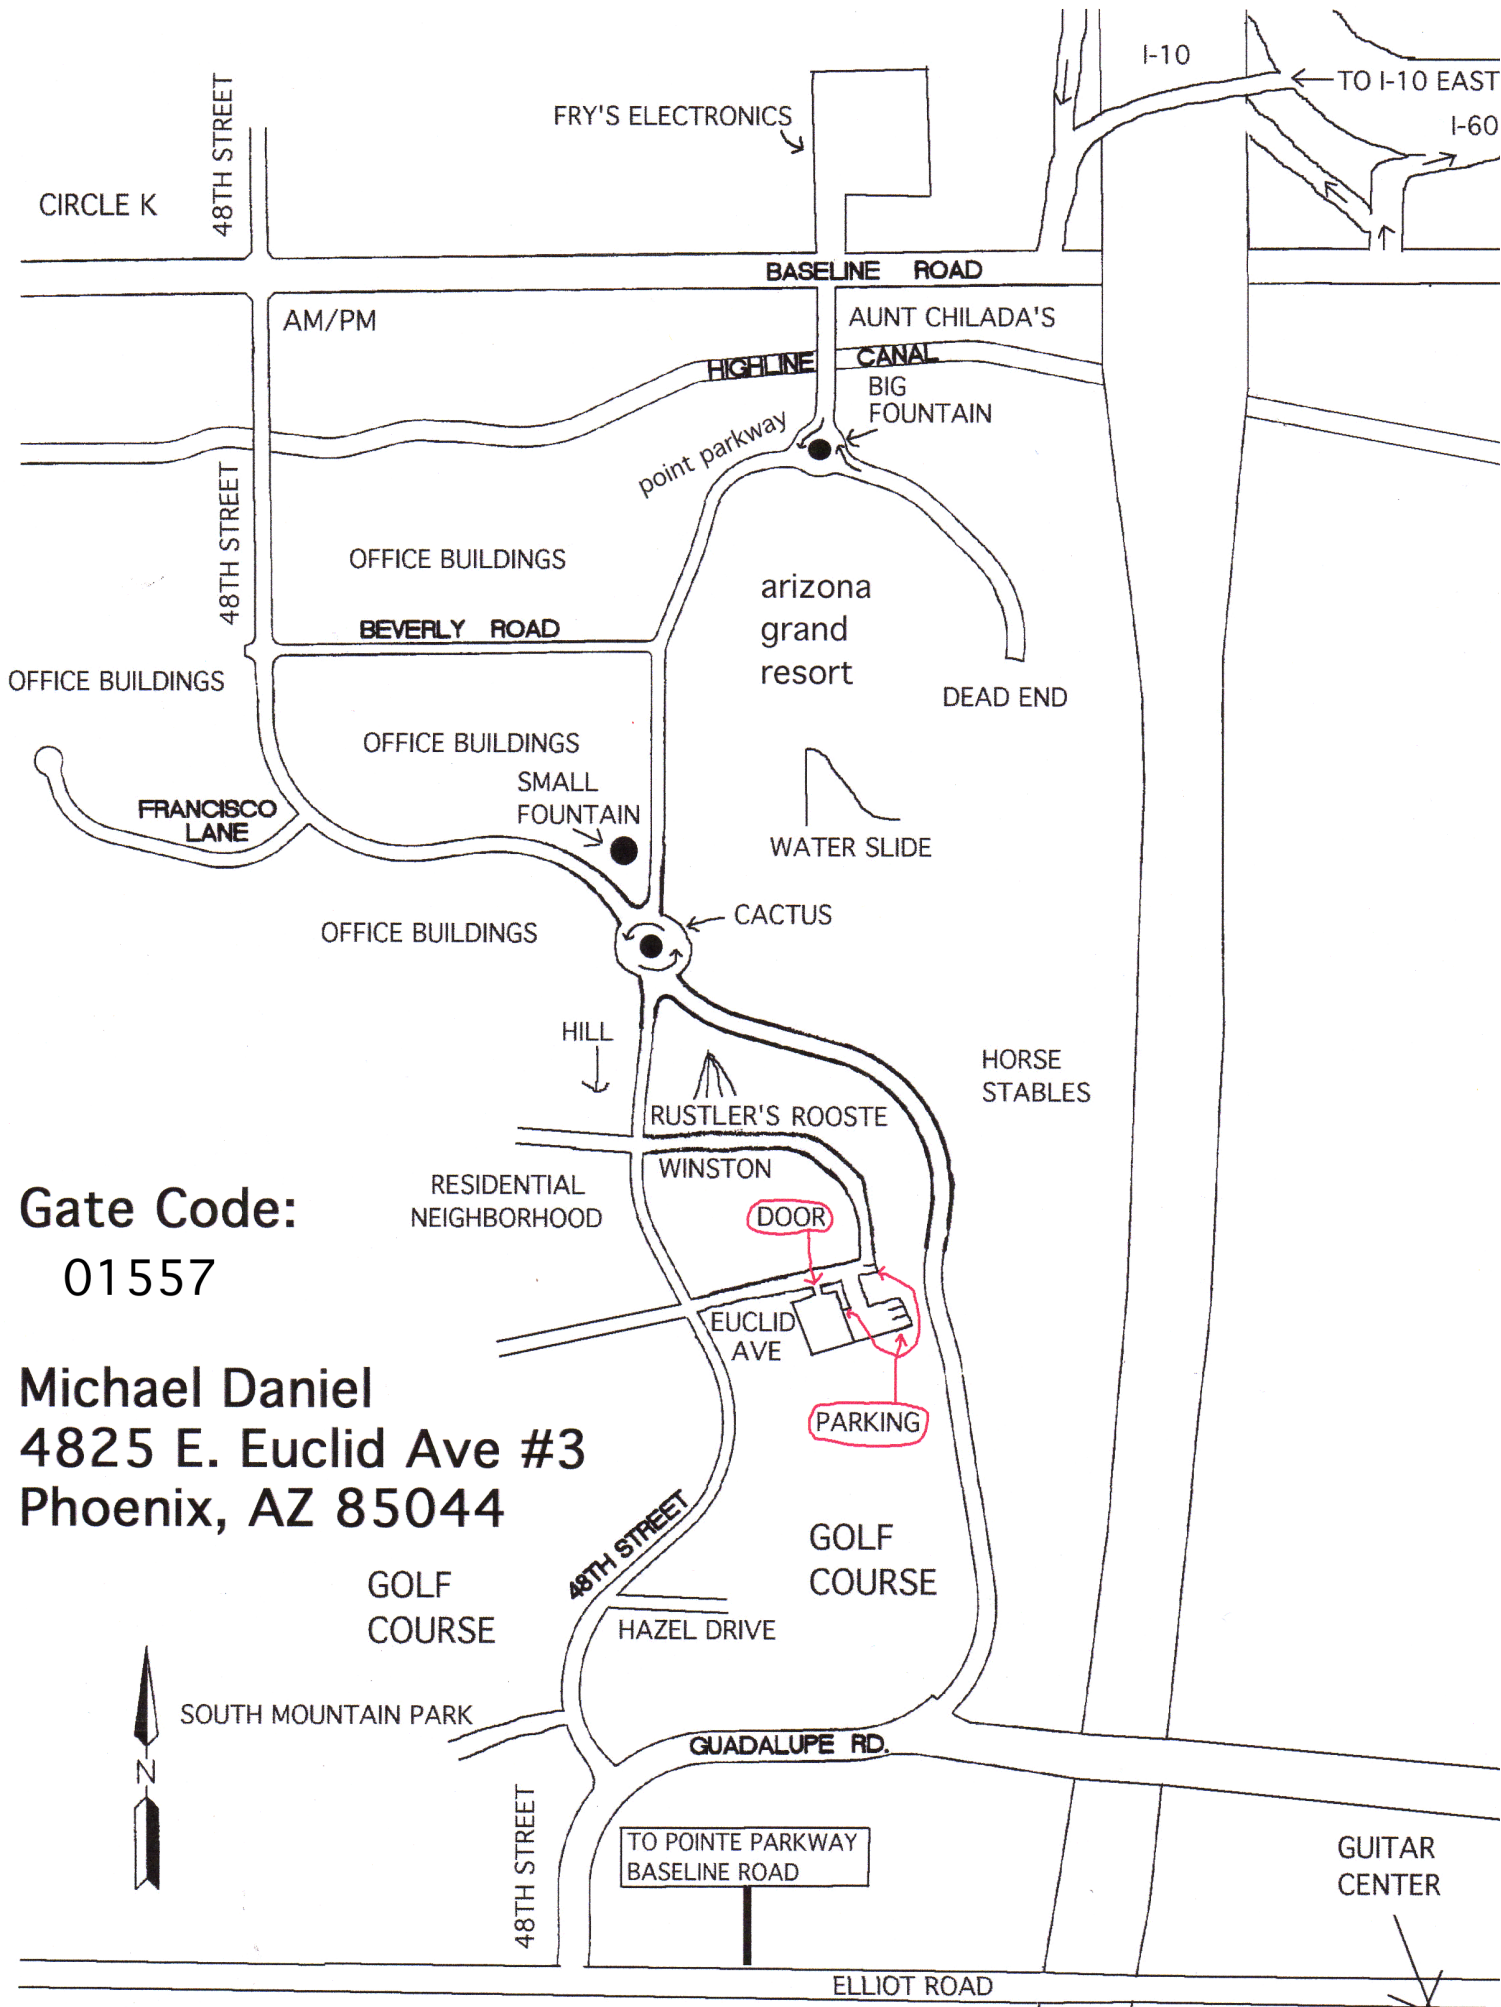 I-10
TO I-10 EAST
I-60
FRY'S ELECTRONICS
48TH STREET
CIRCLE K
BASELINE ROAD
AM/PM
AUNT CHILADA'S
HIGHLINE CANAL
BIG
FOUNTAIN
point parkway
48TH STREET
OFFICE BUILDINGS
arizona
grand
resort
BEVERLY ROAD
OFFICE BUILDINGS
DEAD END
OFFICE BUILDINGS
SMALL
FOUNTAIN
FRANCISCO
LANE
WATER SLIDE
CACTUS
OFFICE BUILDINGS
HILL
HORSE
STABLES
RUSTLER'S ROOSTE
WINSTON
RESIDENTIAL
NEIGHBORHOOD
Gate Code:
01557
DOOR
EUCLID
AVE
Michael Daniel
4825 E. Euclid Ave #3
Phoenix, AZ 85044
PARKING
48TH STREET
GOLF
COURSE
GOLF
COURSE
HAZEL DRIVE
SOUTH MOUNTAIN PARK
GUADALUPE RD.
N
48TH STREET
TO POINTE PARKWAY
BASELINE ROAD
GUITAR
CENTER
ELLIOT ROAD